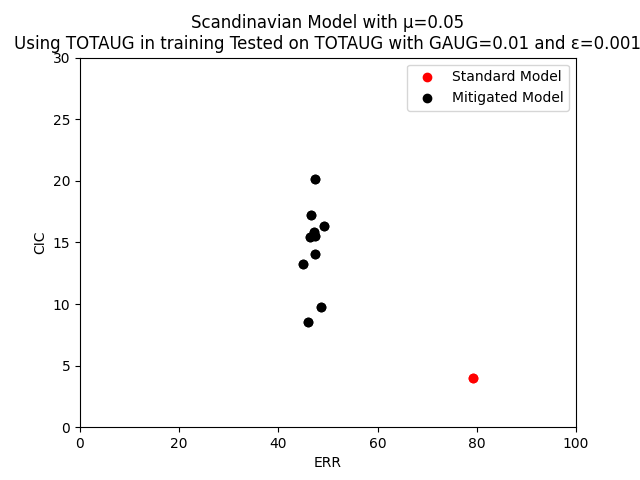 Scandinavian Model with μ=0.05
Using TOTAUG in training Tested on TOTAUG with GAUG=0.01 and ε=0.001
Standard Model
Mitigated Model
30
25
20
15
10
5
0
CIC
0 20 40 60 80 100
ERR